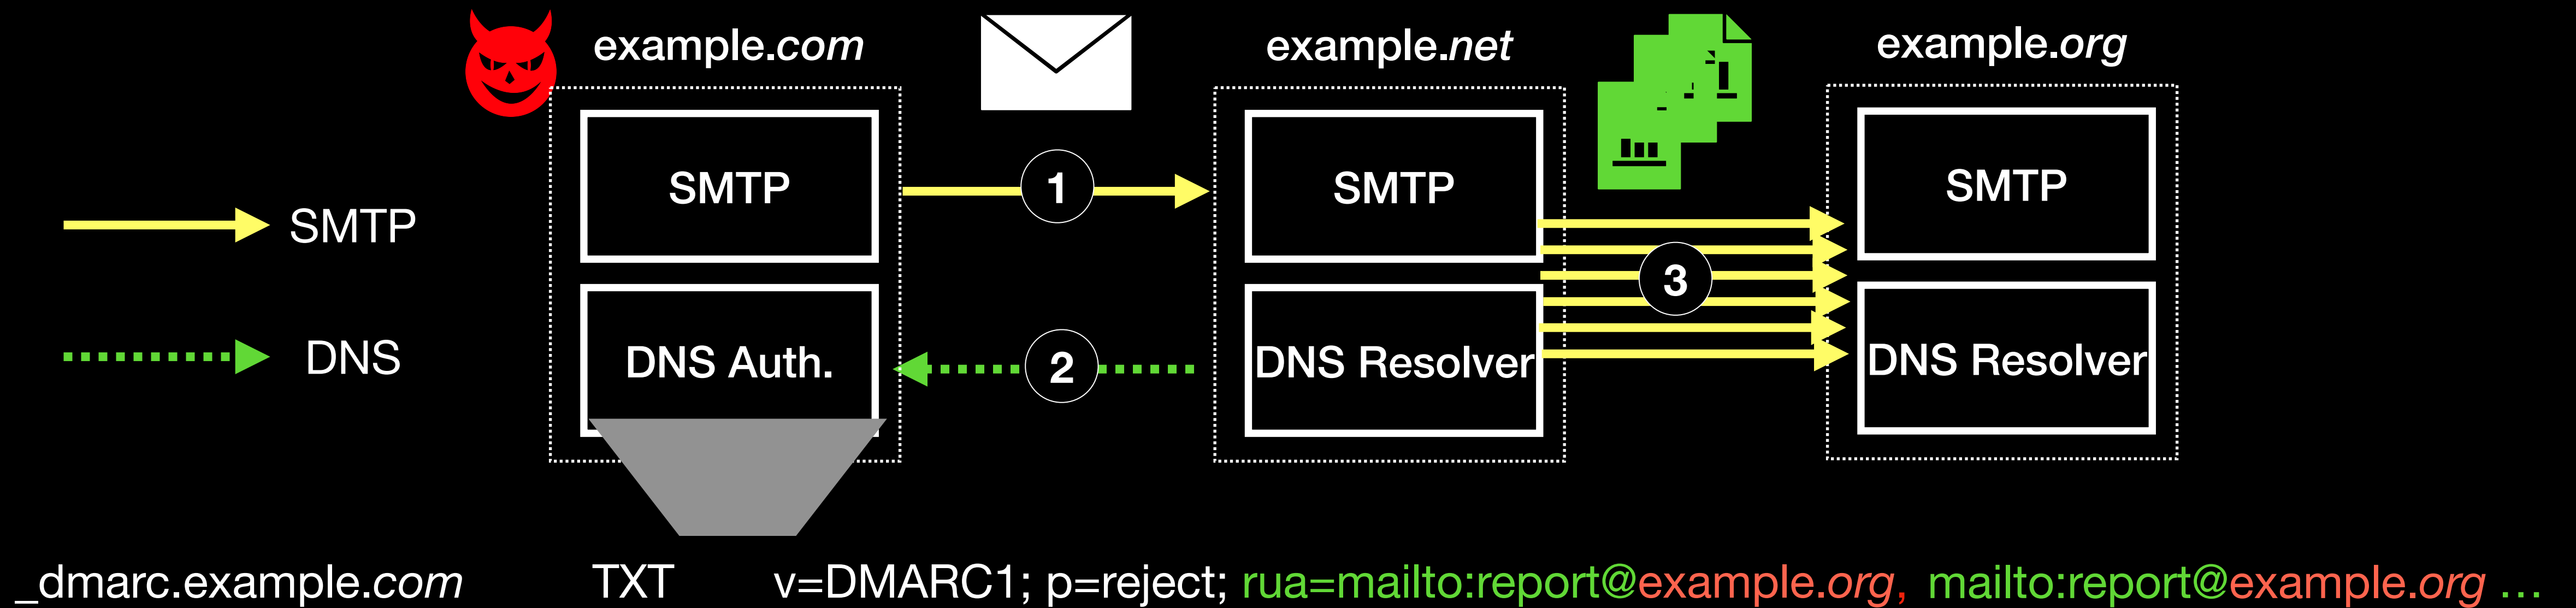 example.com
example.net
example.org
SMTP
DNS
SMTP
DNS Auth.
1
2
SMTP
DNS Resolver
3
SMTP
DNS Resolver
_dmarc.example.com TXT v=DMARC1; p=reject; rua=mailto:report@example.org, mailto:report@example.org ...